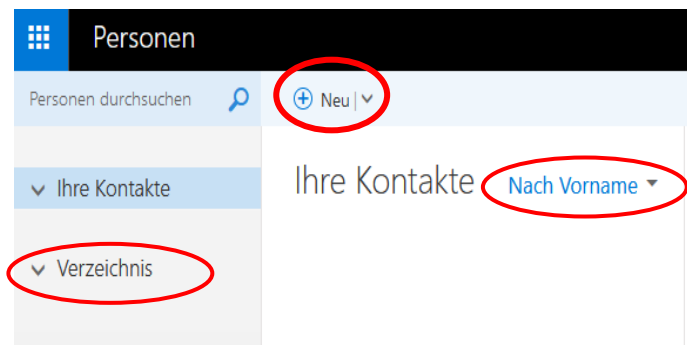 Personen
Personen durchsuchen
Neu |
Ihre Kontakte
Verzeichnis
Ihre Kontakte Nach Vorname